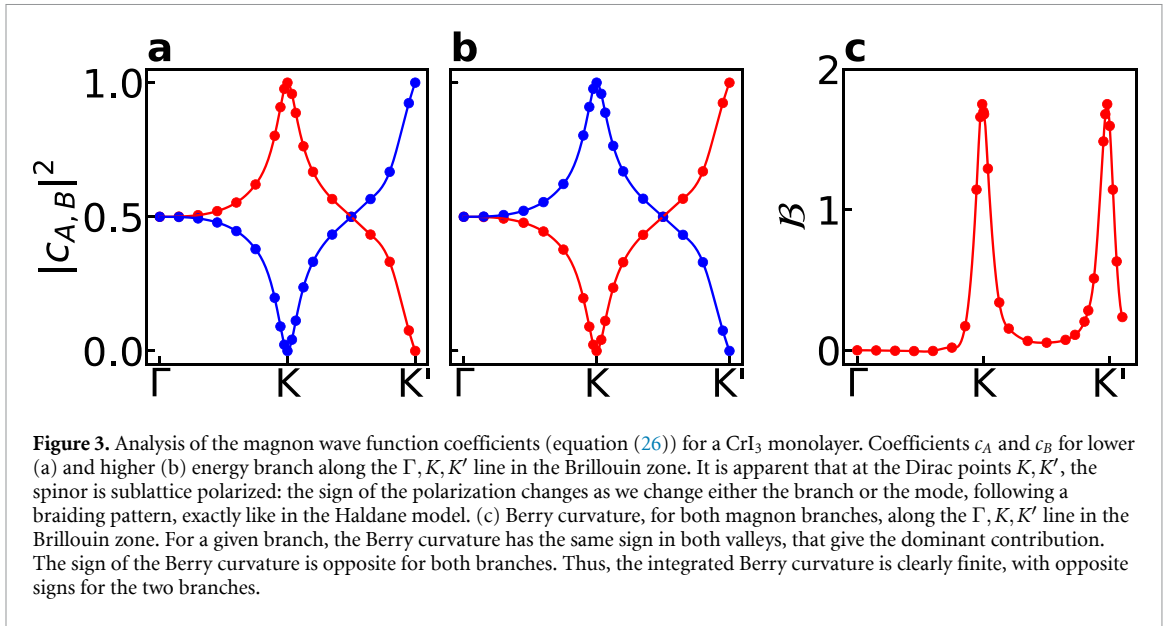 a
b
c
1.0
0.5
0.0
|c_{A,B}|^2
Γ
K
K'
Γ
K
K'
2
1
0
ℬ
Γ
K
K'
Figure 3. Analysis of the magnon wave function coefficients (equation (26)) for a CrI₃ monolayer. Coefficients c_A and c_B for lower
(a) and higher (b) energy branch along the Γ, K, K′ line in the Brillouin zone. It is apparent that at the Dirac points K, K′, the
spinor is sublattice polarized: the sign of the polarization changes as we change either the branch or the mode, following a
braiding pattern, exactly like in the Haldane model. (c) Berry curvature, for both magnon branches, along the Γ, K, K′ line in the
Brillouin zone. For a given branch, the Berry curvature has the same sign in both valleys, that give the dominant contribution.
The sign of the Berry curvature is opposite for both branches. Thus, the integrated Berry curvature is clearly finite, with opposite
signs for the two branches.